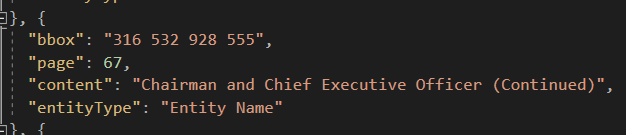 }, {
"bbox": "316 532 928 555",
"page": 67,
"content": "Chairman and Chief Executive Officer (Continued)",
"entityType": "Entity Name"
}, {